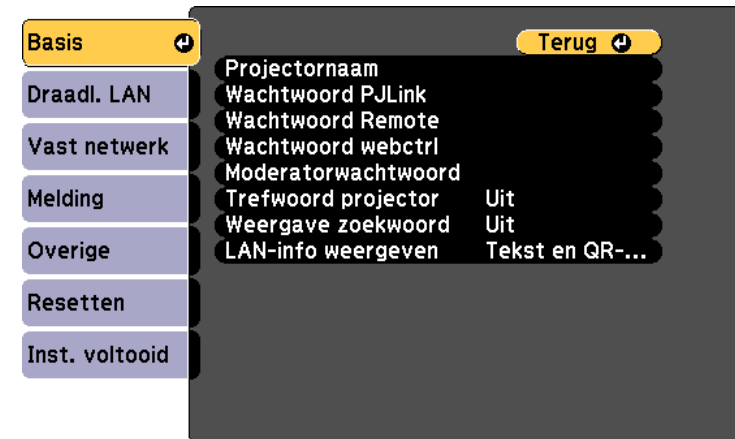 Basis
Draadl. LAN
Vast netwerk
Melding
Overige
Resetten
Inst. voltooid
Terug
Projectornaam
Wachtwoord PJLink
Wachtwoord Remote
Wachtwoord webctrl
Moderatorwachtwoord
Trefwoord projector Uit
Weergave zoekwoord Uit
LAN-info weergeven Tekst en QR-...